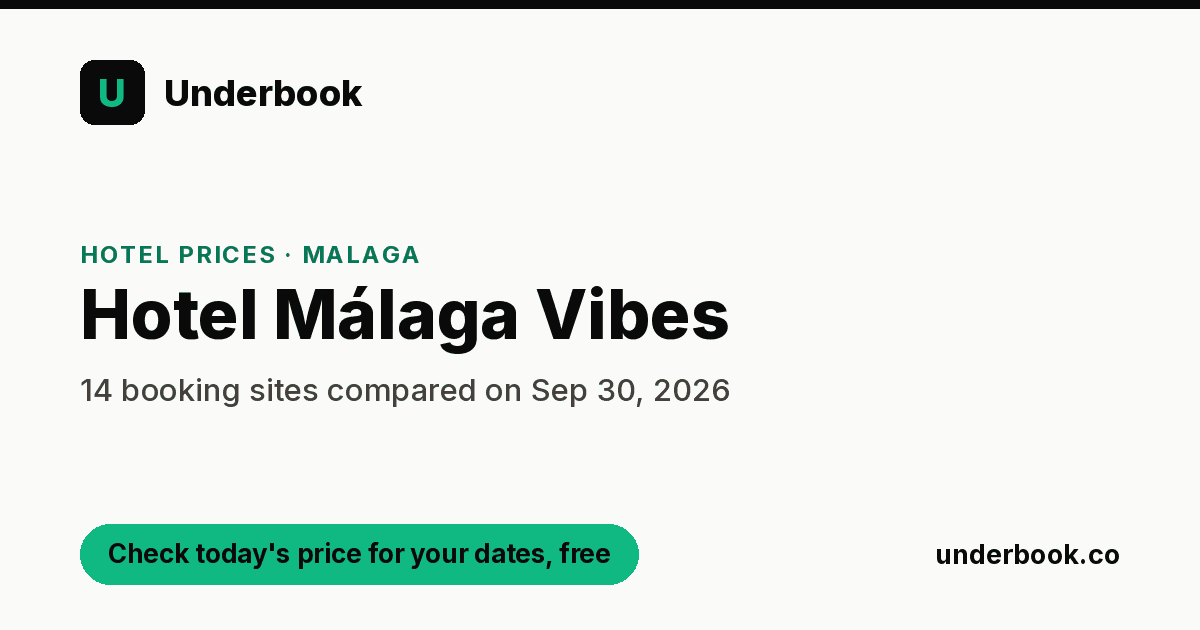 U Underbook
HOTEL PRICES · MALAGA
Hotel Málaga Vibes
14 booking sites compared on Sep 30, 2026
Check today's price for your dates, free
underbook.co